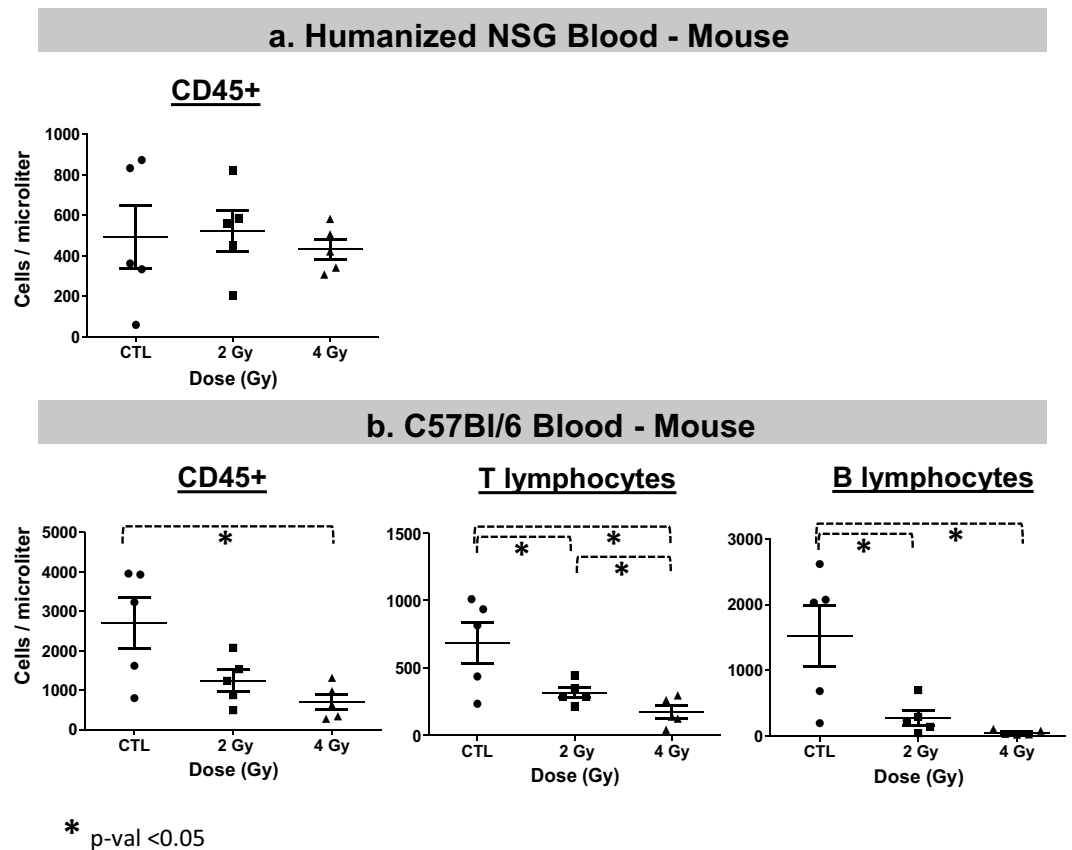 a. Humanized NSG Blood - Mouse
CD45+
Cells / microliter
1000
800
600
400
200
0
CTL 2 Gy 4 Gy
Dose (Gy)
b. C57Bl/6 Blood - Mouse
CD45+
Cells / microliter
5000
4000
3000
2000
1000
0
*
CTL 2 Gy 4 Gy
Dose (Gy)
T lymphocytes
1500
1000
500
0
*
*
*
CTL 2 Gy 4 Gy
Dose (Gy)
B lymphocytes
3000
2000
1000
0
* *
CTL 2 Gy 4 Gy
Dose (Gy)
* p-val <0.05